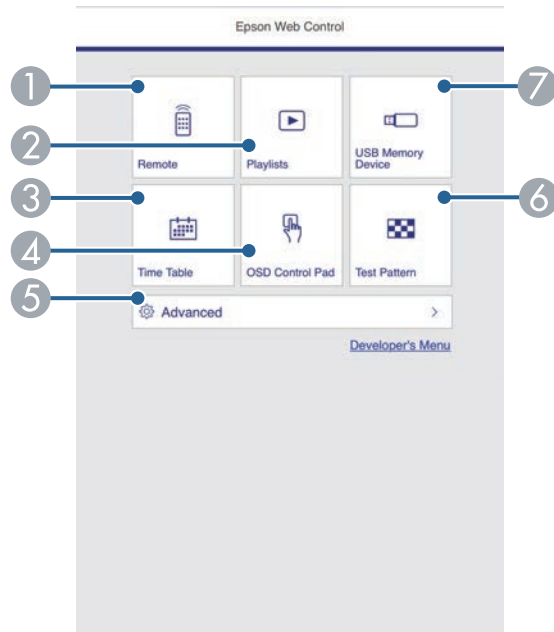 Epson Web Control
1
2
3
4
5
6
7
Remote
Playlists
USB Memory
Device
Time Table
OSD Control Pad
Test Pattern
Advanced
Developer's Menu